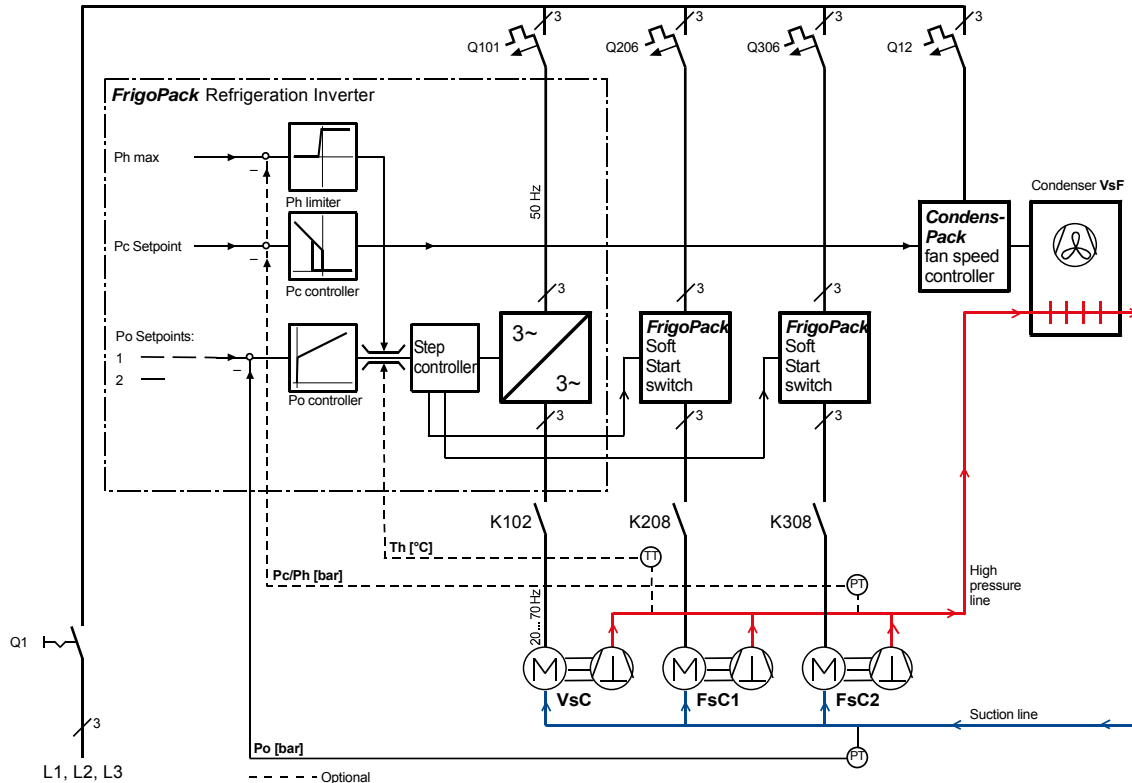 3
3
3
3
Q101
Q206
Q306
Q12
FrigoPack Refrigeration Inverter
Ph max
–
Ph limiter
50 Hz
Condenser VsF
Condens-
Pack
fan speed
controller
Pc Setpoint
–
Pc controller
3
3
3
Po Setpoints:
1
2
–
Po controller
Step
controller
3~
3~
FrigoPack
Soft
Start
switch
FrigoPack
Soft
Start
switch
3
3
3
K102
K208
K308
Th [°C]
TT
Pc/Ph [bar]
PT
High
pressure
line
20...70Hz
Q1
M
M
M
VsC
FsC1
FsC2
Suction line
3
Po [bar]
PT
L1, L2, L3
Optional